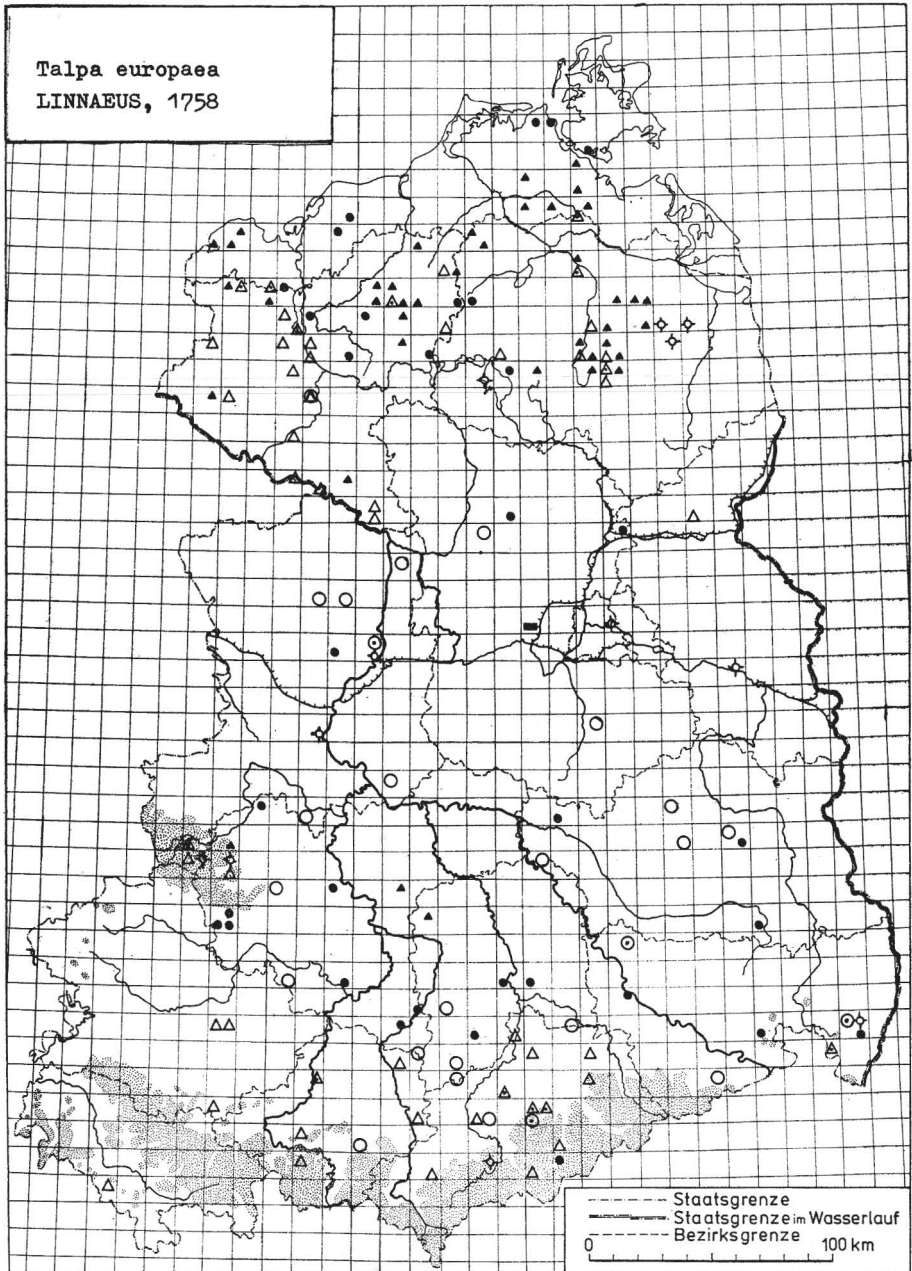 Talpa europaea
LINNAEUS, 1758
Staatsgrenze
Staatsgrenze im Wasserlauf
Bezirksgrenze
0 100 km